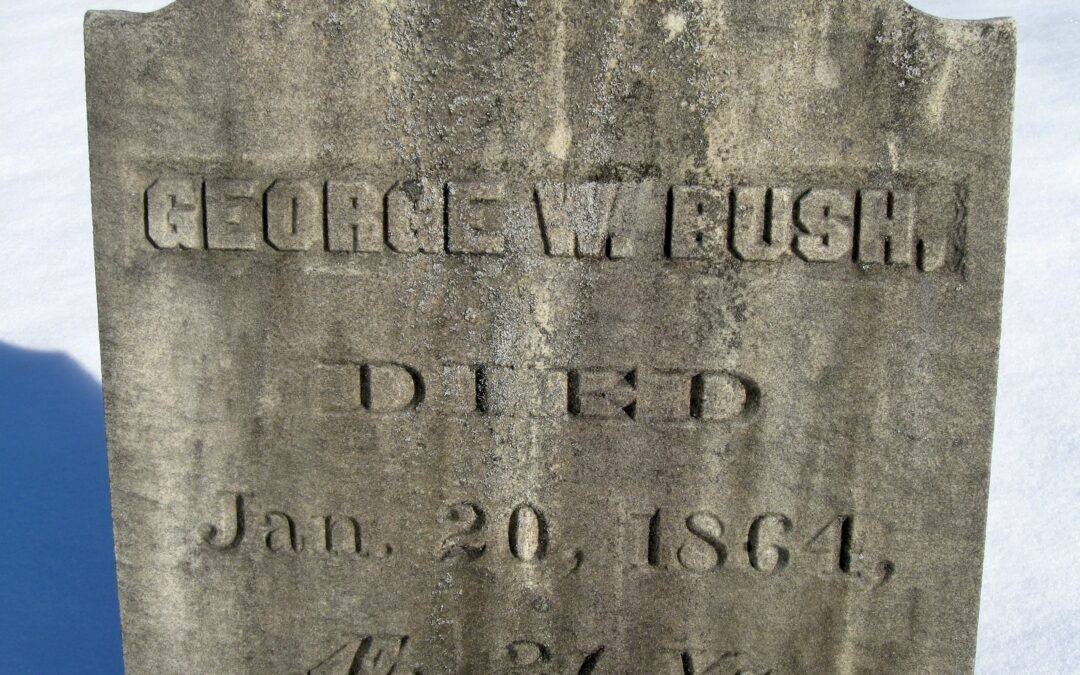 GEORGE W. BUSH,
DIED
Jan. 20, 1864,
Æ.